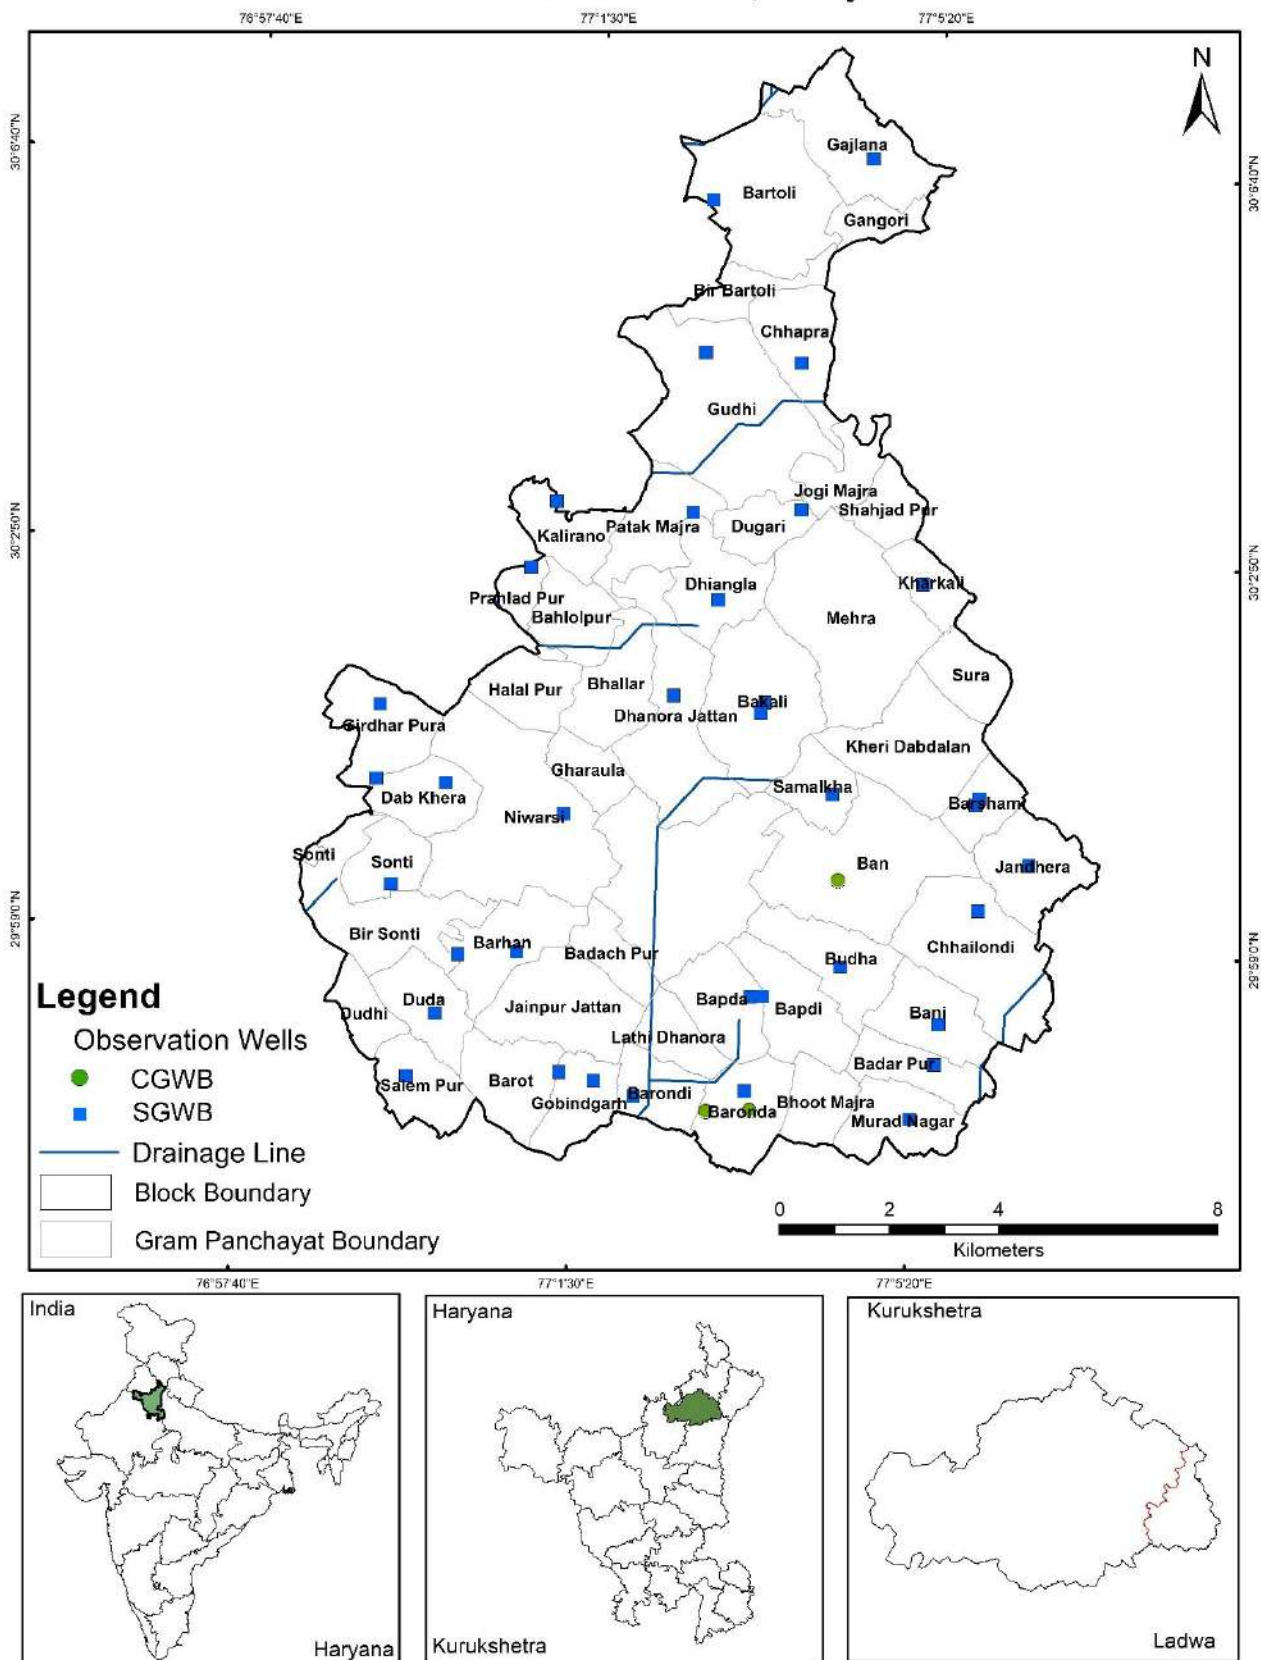 76°57'40"E 77°11'30"E 77°5'20"E
N
30°6'40"N
30°6'40"N
Gajlana
Bartoli
Gangori
Bir Bartoli
Chhapra
Gudhi
Jogi Majra
Shahjad Pur
Patak Majra Dugari
Kalirano
30°2'50"N
30°2'50"N
Dhiangla Kharkali
Prahlad Pur
Bahlolpur Mehra
Sura
Halal Pur Bhallar
Bakali
Dhanora Jattan
Girdhar Pura
Kheri Dabdalan
Gharaula
Samalkha
Dab Khera
Barsham
Niwarsi
Sonti Sonti
Ban Jandhera
29°59'0"N
29°59'0"N
Bir Sonti Barhan Badach Pur
Chhailondi
Budha
Duda Jainpur Jattan Bapda Bapdi
Dudhi Bani
Lathi Dhanora
Badar Pur
Salem Pur Barot
Gobindgarh Barondi
Baronda Bhoot Majra
Murad Nagar
Legend
Observation Wells
CGWB
SGWB
Drainage Line
Block Boundary
Gram Panchayat Boundary
0 2 4 8
Kilometers
76°57'40"E 77°11'30"E 77°5'20"E
India
Haryana
Haryana
Kurukshetra
Kurukshetra
Ladwa